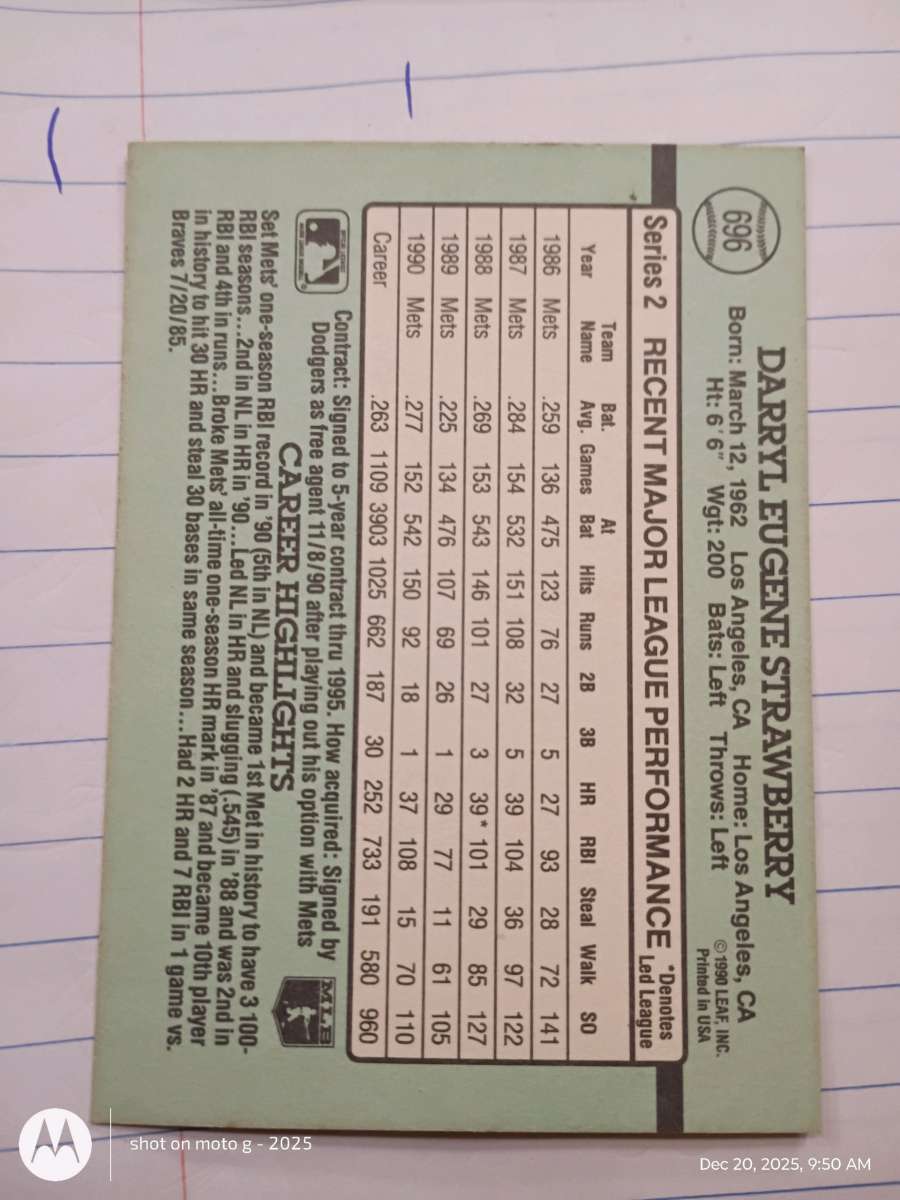 696
DARRYL EUGENE STRAWBERRY
Born: March 12, 1962 Los Angeles, CA Home: Los Angeles, CA
Ht: 6' 6" Wgt: 200 Bats: Left Throws: Left
©1990 LEAF, INC.
Printed in USA
Series 2 RECENT MAJOR LEAGUE PERFORMANCE *Denotes Led League
Year Team Name Bat. Avg. Games At Bat Hits Runs 2B 3B HR RBI Steal Walk SO
1986 Mets .259 136 475 123 76 27 5 27 93 28 72 141
1987 Mets .284 154 532 151 108 32 5 39 104 36 97 122
1988 Mets .269 153 543 146 101 27 3 39* 101 29 85 127
1989 Mets .225 134 476 107 69 26 1 29 77 11 61 105
1990 Mets .277 152 542 150 92 18 1 37 108 15 70 110
Career .263 1109 3903 1025 662 187 30 252 733 191 580 960
Contract: Signed to 5-year contract thru 1995. How acquired: Signed by
Dodgers as free agent 11/8/90 after playing out his option with Mets
MLB
CAREER HIGHLIGHTS
Set Mets' one-season RBI record in '90 (5th in NL) and became 1st Met in history to have 3 100-
RBI seasons...2nd in NL in HR in '90...Led NL in HR and slugging (.545) in '88 and was 2nd in
RBI and 4th in runs...Broke Mets' all-time one-season HR mark in '87 and became 10th player
in history to hit 30 HR and steal 30 bases in same season...Had 2 HR and 7 RBI in 1 game vs.
Braves 7/20/85.
shot on moto g - 2025
Dec 20, 2025, 9:50 AM